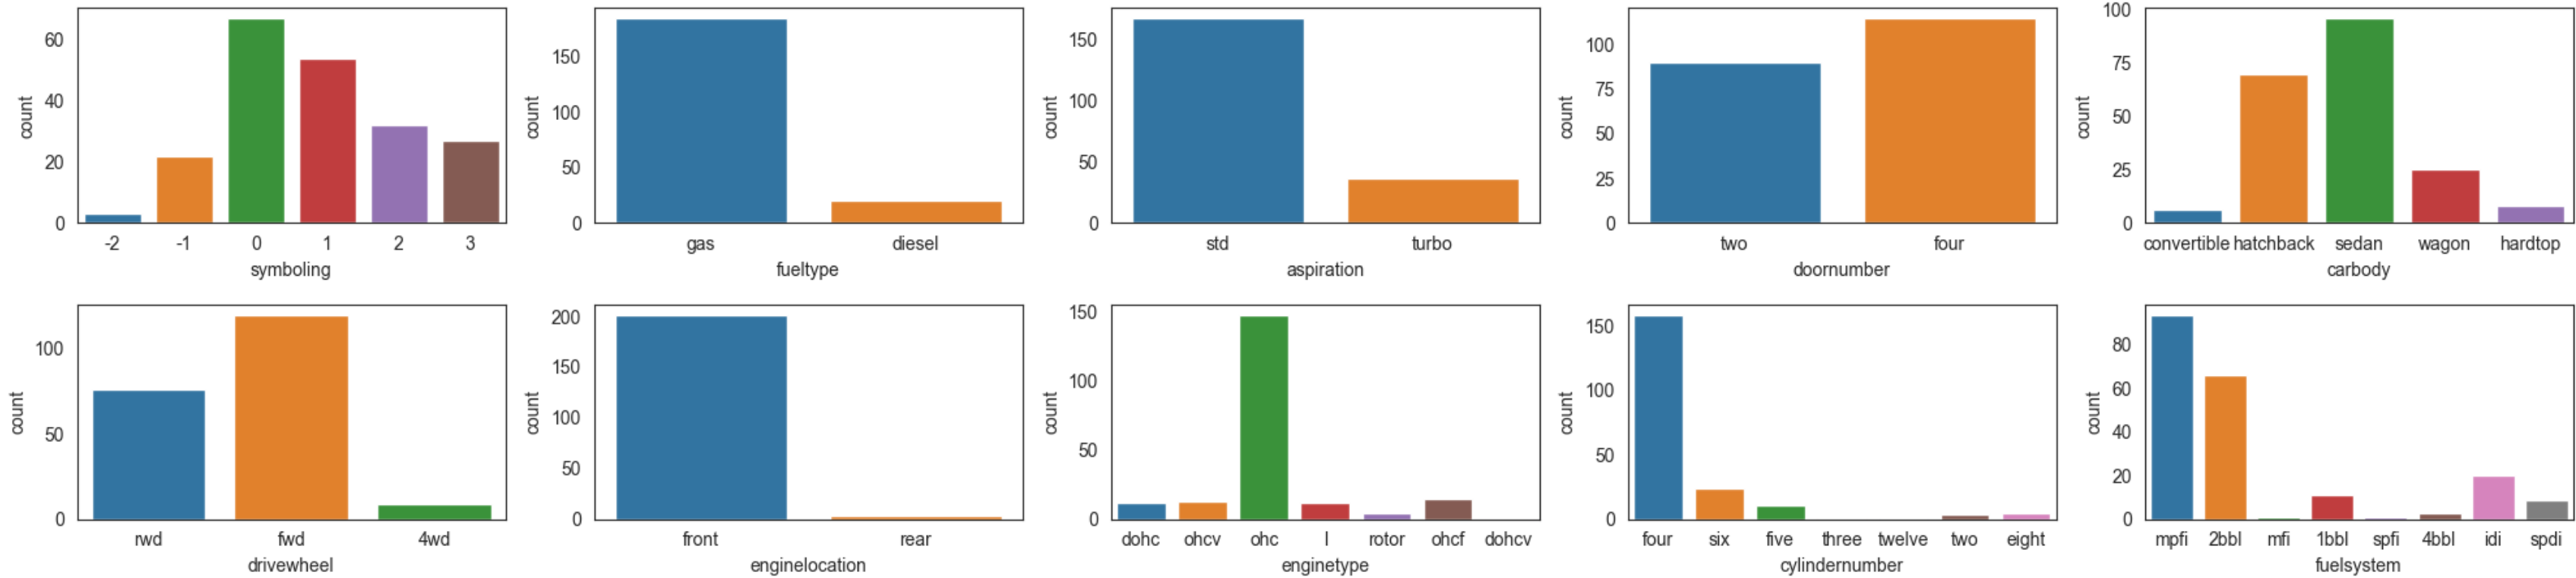 60
40
20
0
count
-2 -1 0 1 2 3
symboling
150
100
50
0
count
gas diesel
fueltype
150
100
50
0
count
std turbo
aspiration
100
75
50
25
0
count
two four
doornumber
100
75
50
25
0
count
convertible hatchback sedan wagon hardtop
carbody
100
50
0
count
rwd fwd 4wd
drivewheel
200
150
100
50
0
count
front rear
enginelocation
150
100
50
0
count
dohc ohcv ohc l rotor ohcf dohcv
enginetype
150
100
50
0
count
four six five three twelve two eight
cylindernumber
80
60
40
20
0
count
mpfi 2bbl mfi 1bbl spfi 4bbl idi spdi
fuelsystem